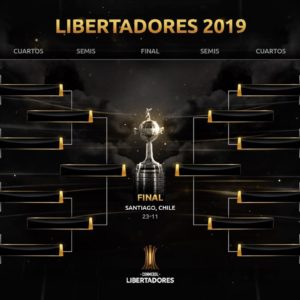 LIBERTADORES 2019
CUARTOS SEMIS FINAL SEMIS CUARTOS
FINAL
SANTIAGO, CHILE
23-11
CONMEBOL
LIBERTADORES